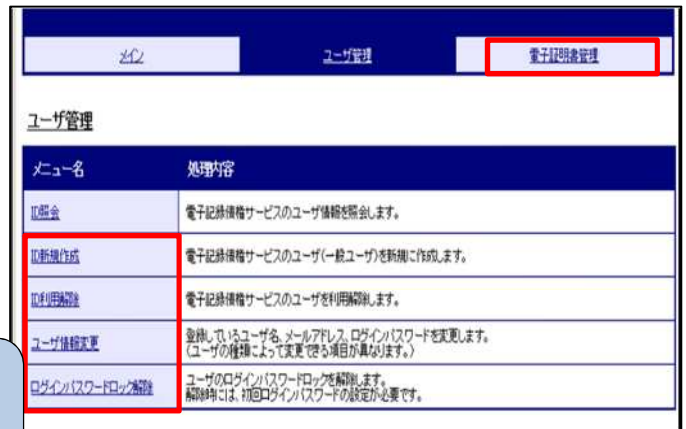 メイン
ユーザ管理
電子証明書管理
ユーザ管理
メニュー名
処理内容
ID照会
電子記録債権サービスのユーザ情報を照会します。
ID新規作成
電子記録債権サービスのユーザ(一般ユーザ)を新規に作成します。
ID利用解除
電子記録債権サービスのユーザを利用解除します。
ユーザ情報変更
登録しているユーザ名、メールアドレス、ログインパスワードを変更します。
(ユーザの種類によって変更できる項目が異なります。)
ログインパスワードロック解除
ユーザのログインパスワードロックを解除します。
解除時には、初回ログインパスワードの設定が必要です。